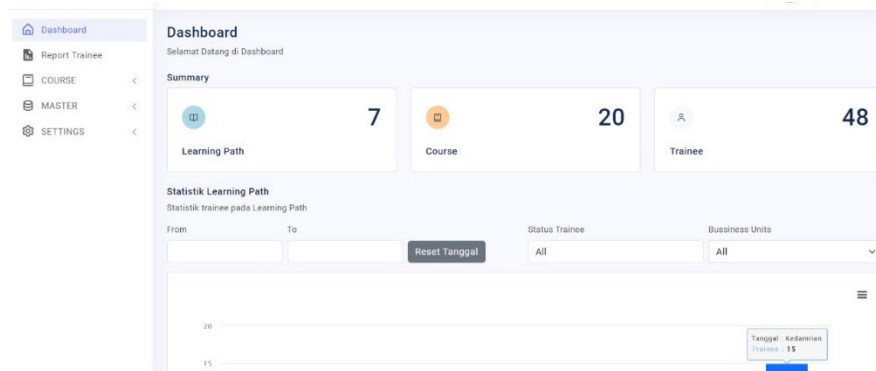 Dashboard
Report Trainee
COURSE
MASTER
SETTINGS
Dashboard
Selamat Datang di Dashboard
Summary
7
Learning Path
20
Course
48
Trainee
Statistik Learning Path
Statistik trainee pada Learning Path
From To Status Trainee Bussiness Units
Reset Tanggal All All
20
Tanggal : Kedamrian
Trainee : 15
15